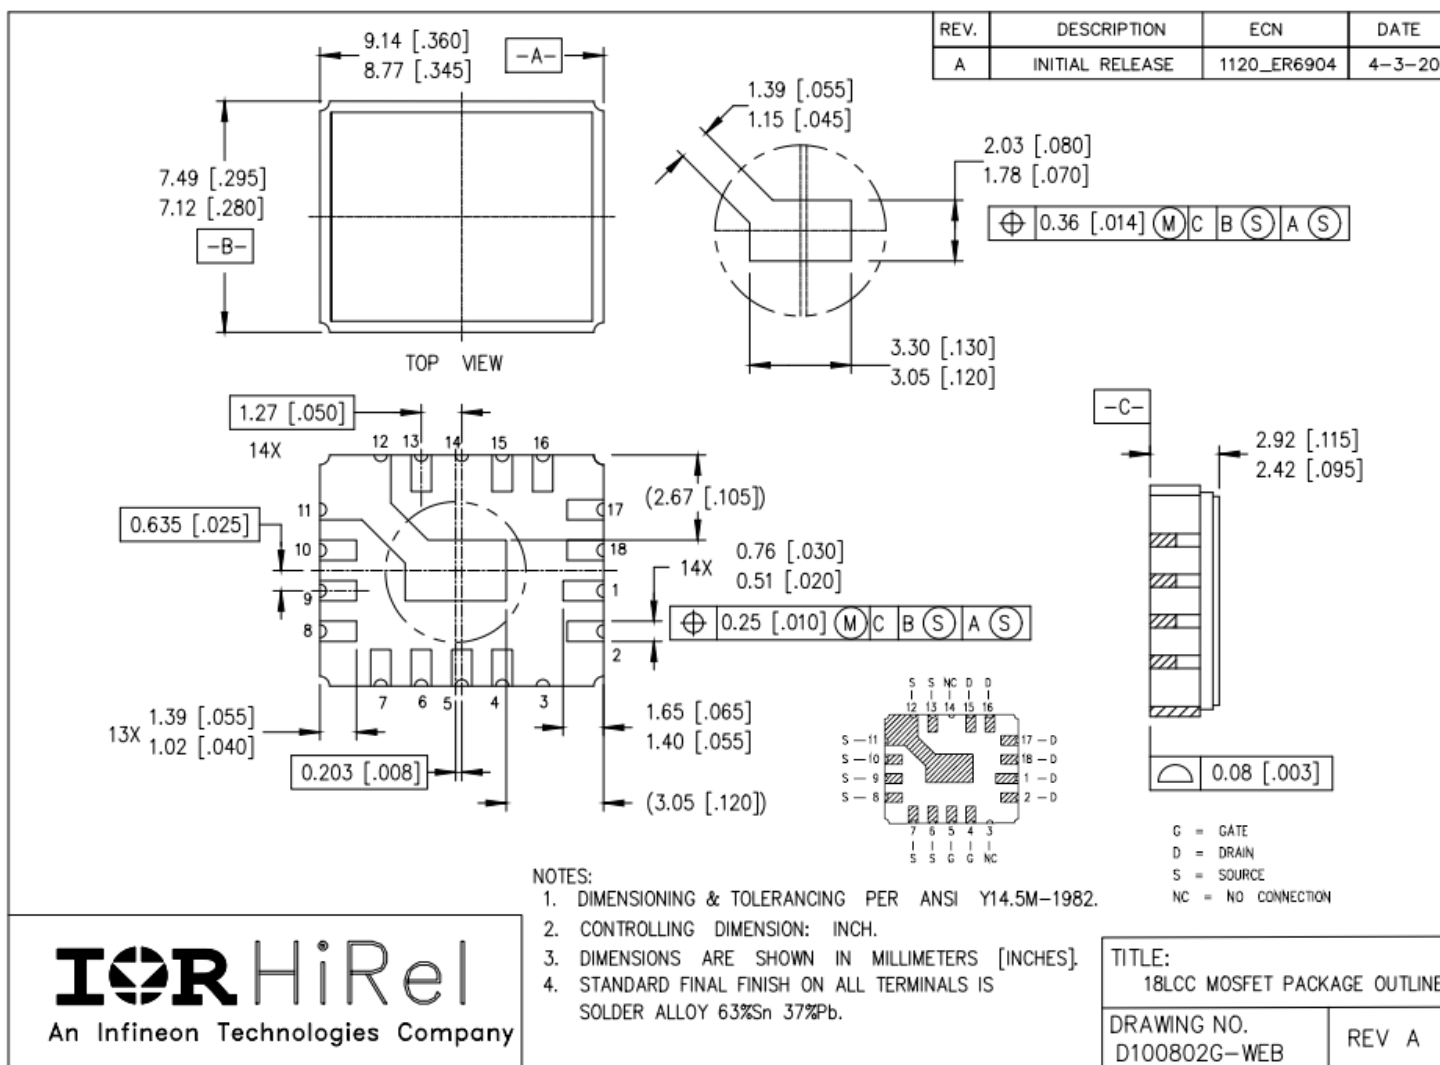 REV. DESCRIPTION ECN DATE
A INITIAL RELEASE 1120_ER6904 4-3-20
9.14 [.360]
8.77 [.345]
-A-
7.49 [.295]
7.12 [.280]
-B-
TOP VIEW
1.39 [.055]
1.15 [.045]
2.03 [.080]
1.78 [.070]
⌖ 0.36 [.014] Ⓜ C B Ⓢ A Ⓢ
3.30 [.130]
3.05 [.120]
1.27 [.050]
14X
12 13 14 15 16
11
10
9
8
17
18
1
2
7 6 5 4 3
0.635 [.025]
(2.67 [.105])
14X
0.76 [.030]
0.51 [.020]
⌖ 0.25 [.010] Ⓜ C B Ⓢ A Ⓢ
13X
1.39 [.055]
1.02 [.040]
0.203 [.008]
1.65 [.065]
1.40 [.055]
(3.05 [.120])
-C-
2.92 [.115]
2.42 [.095]
⌓ 0.08 [.003]
S S NC D D
12 13 14 15 16
S — 11
S — 10
S — 9
S — 8
17 — D
18 — D
1 — D
2 — D
7 6 5 4 3
S S G G NC
G = GATE
D = DRAIN
S = SOURCE
NC = NO CONNECTION
NOTES:
1. DIMENSIONING & TOLERANCING PER ANSI Y14.5M-1982.
2. CONTROLLING DIMENSION: INCH.
3. DIMENSIONS ARE SHOWN IN MILLIMETERS [INCHES].
4. STANDARD FINAL FINISH ON ALL TERMINALS IS
SOLDER ALLOY 63%Sn 37%Pb.
IOR HiRel
®
An Infineon Technologies Company
TITLE:
18LCC MOSFET PACKAGE OUTLINE
DRAWING NO.
D100802G-WEB
REV A